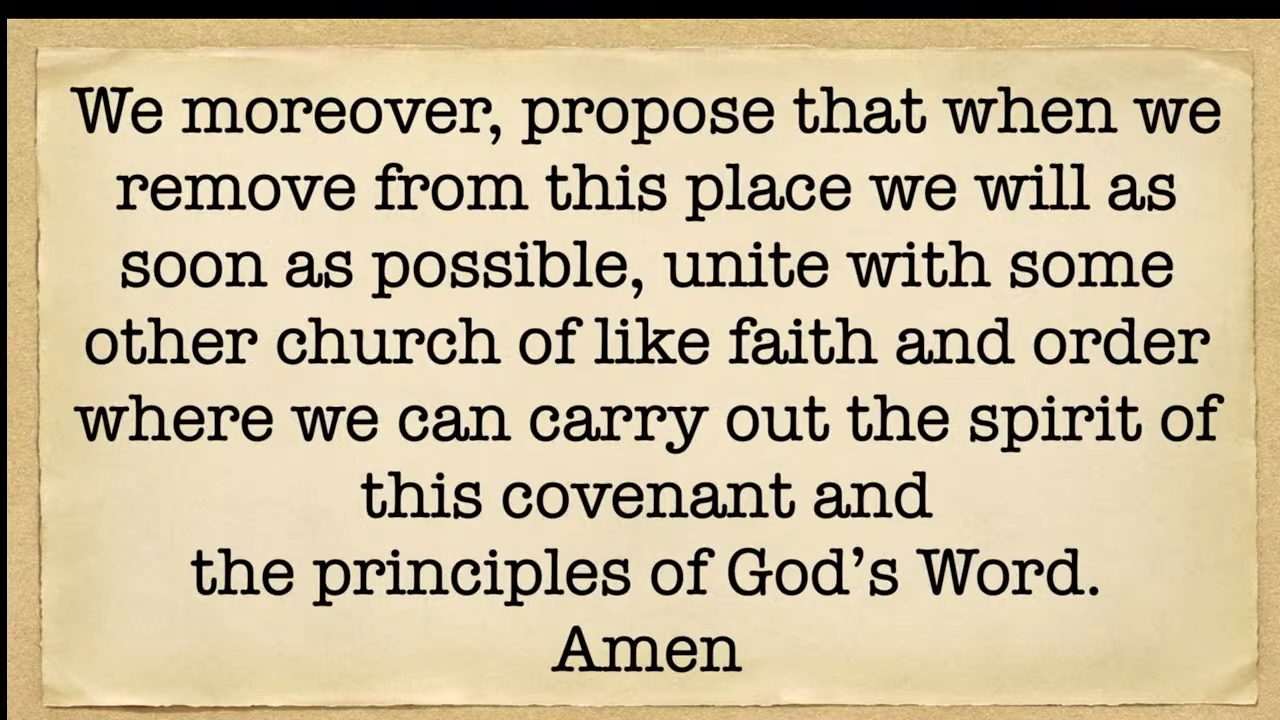 We moreover, propose that when we
remove from this place we will as
soon as possible, unite with some
other church of like faith and order
where we can carry out the spirit of
this covenant and
the principles of God’s Word.
Amen